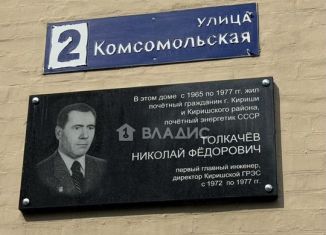 УЛИЦА
2 Комсомольская
В этом доме с 1965 по 1977 гг. жил
почётный гражданин г. Кириши
и Киришского района,
почётный энергетик СССР
ВЛАДИС
ТОЛКАЧЁВ
НИКОЛАЙ ФЁДОРОВИЧ
первый главный инженер,
директор Киришской ГРЭС
с 1972 по 1977 гг.